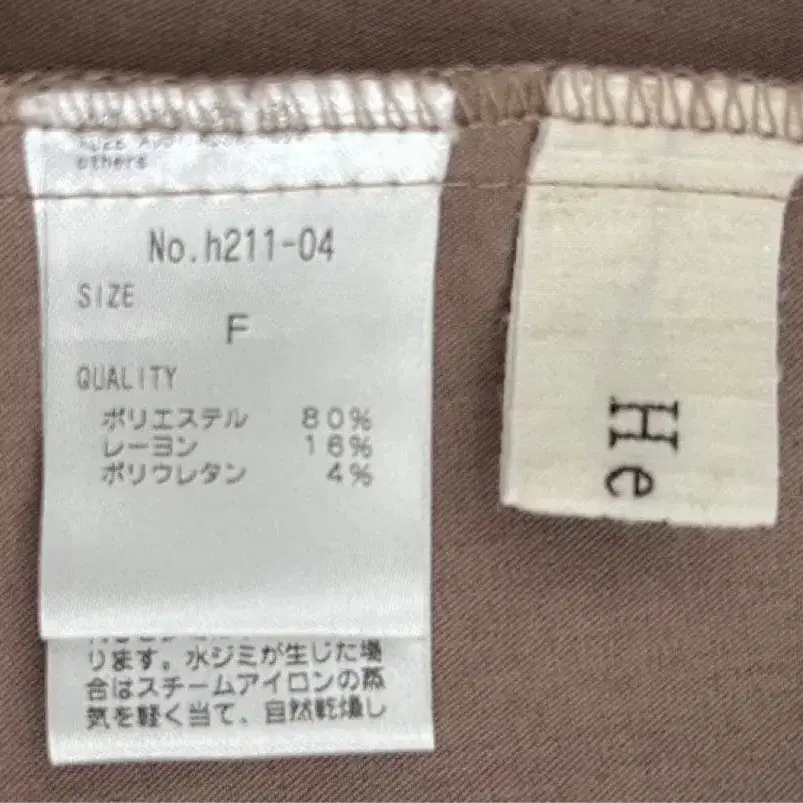 others
No.h211-04
SIZE
F
QUALITY
ポリエステル 80%
レーヨン 16%
ポリウレタン 4%
ります。水ジミが生じた場
合はスチームアイロンの蒸
気を軽く当て、自然乾燥し
He